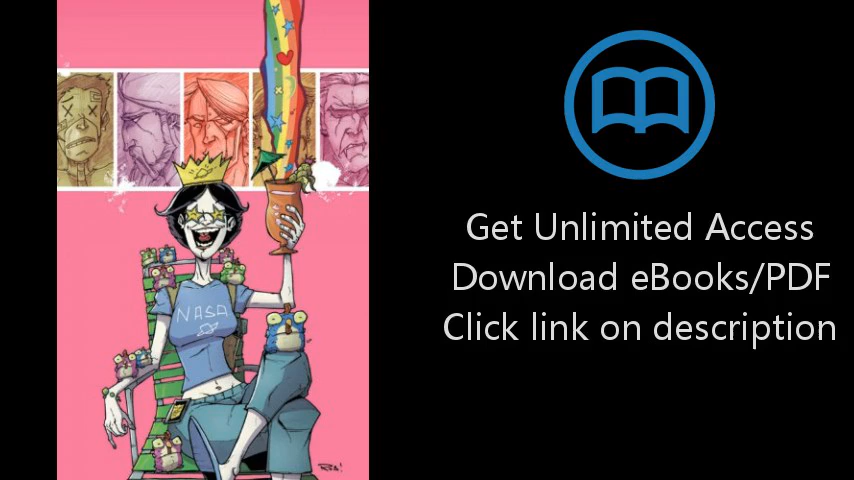 NASA
Get Unlimited Access
Download eBooks/PDF
Click link on description